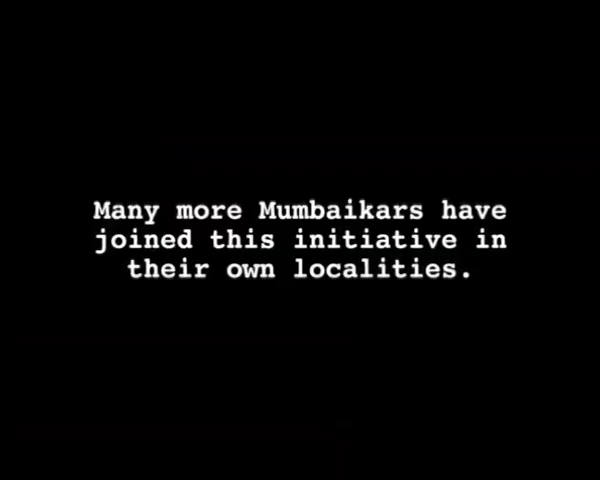 Many more Mumbaikars have
joined this initiative in
their own localities.